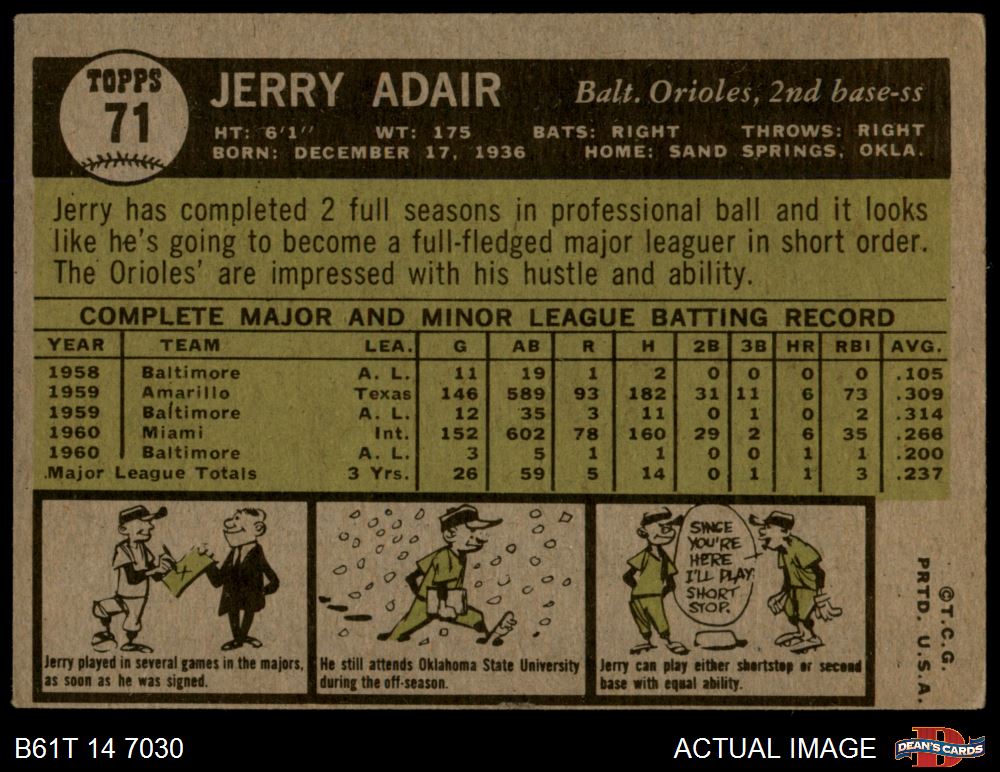 TOPPS
71
JERRY ADAIR
Balt. Orioles, 2nd base-ss
HT: 6'1" WT: 175 BATS: RIGHT THROWS: RIGHT
BORN: DECEMBER 17, 1936 HOME: SAND SPRINGS, OKLA.
Jerry has completed 2 full seasons in professional ball and it looks
like he's going to become a full-fledged major leaguer in short order.
The Orioles' are impressed with his hustle and ability.
COMPLETE MAJOR AND MINOR LEAGUE BATTING RECORD
YEAR TEAM LEA. G AB R H 2B 3B HR RBI AVG.
1958 Baltimore A. L. 11 19 1 2 0 0 0 0 .105
1959 Amarillo Texas 146 589 93 182 31 11 6 73 .309
1959 Baltimore A. L. 12 35 3 11 0 1 0 2 .314
1960 Miami Int. 152 602 78 160 29 2 6 35 .266
1960 Baltimore A. L. 3 5 1 1 0 0 1 1 .200
Major League Totals 3 Yrs. 26 59 5 14 0 1 1 3 .237
X
Jerry played in several games in the majors,
as soon as he was signed.
He still attends Oklahoma State University
during the off-season.
SINCE
YOU'RE
HERE
I'LL PLAY
SHORT
STOP.
Jerry can play either shortstop or second
base with equal ability.
©T.C.G.
PRTD. U.S.A.
B61T 14 7030
ACTUAL IMAGE
D
DEAN'S CARDS